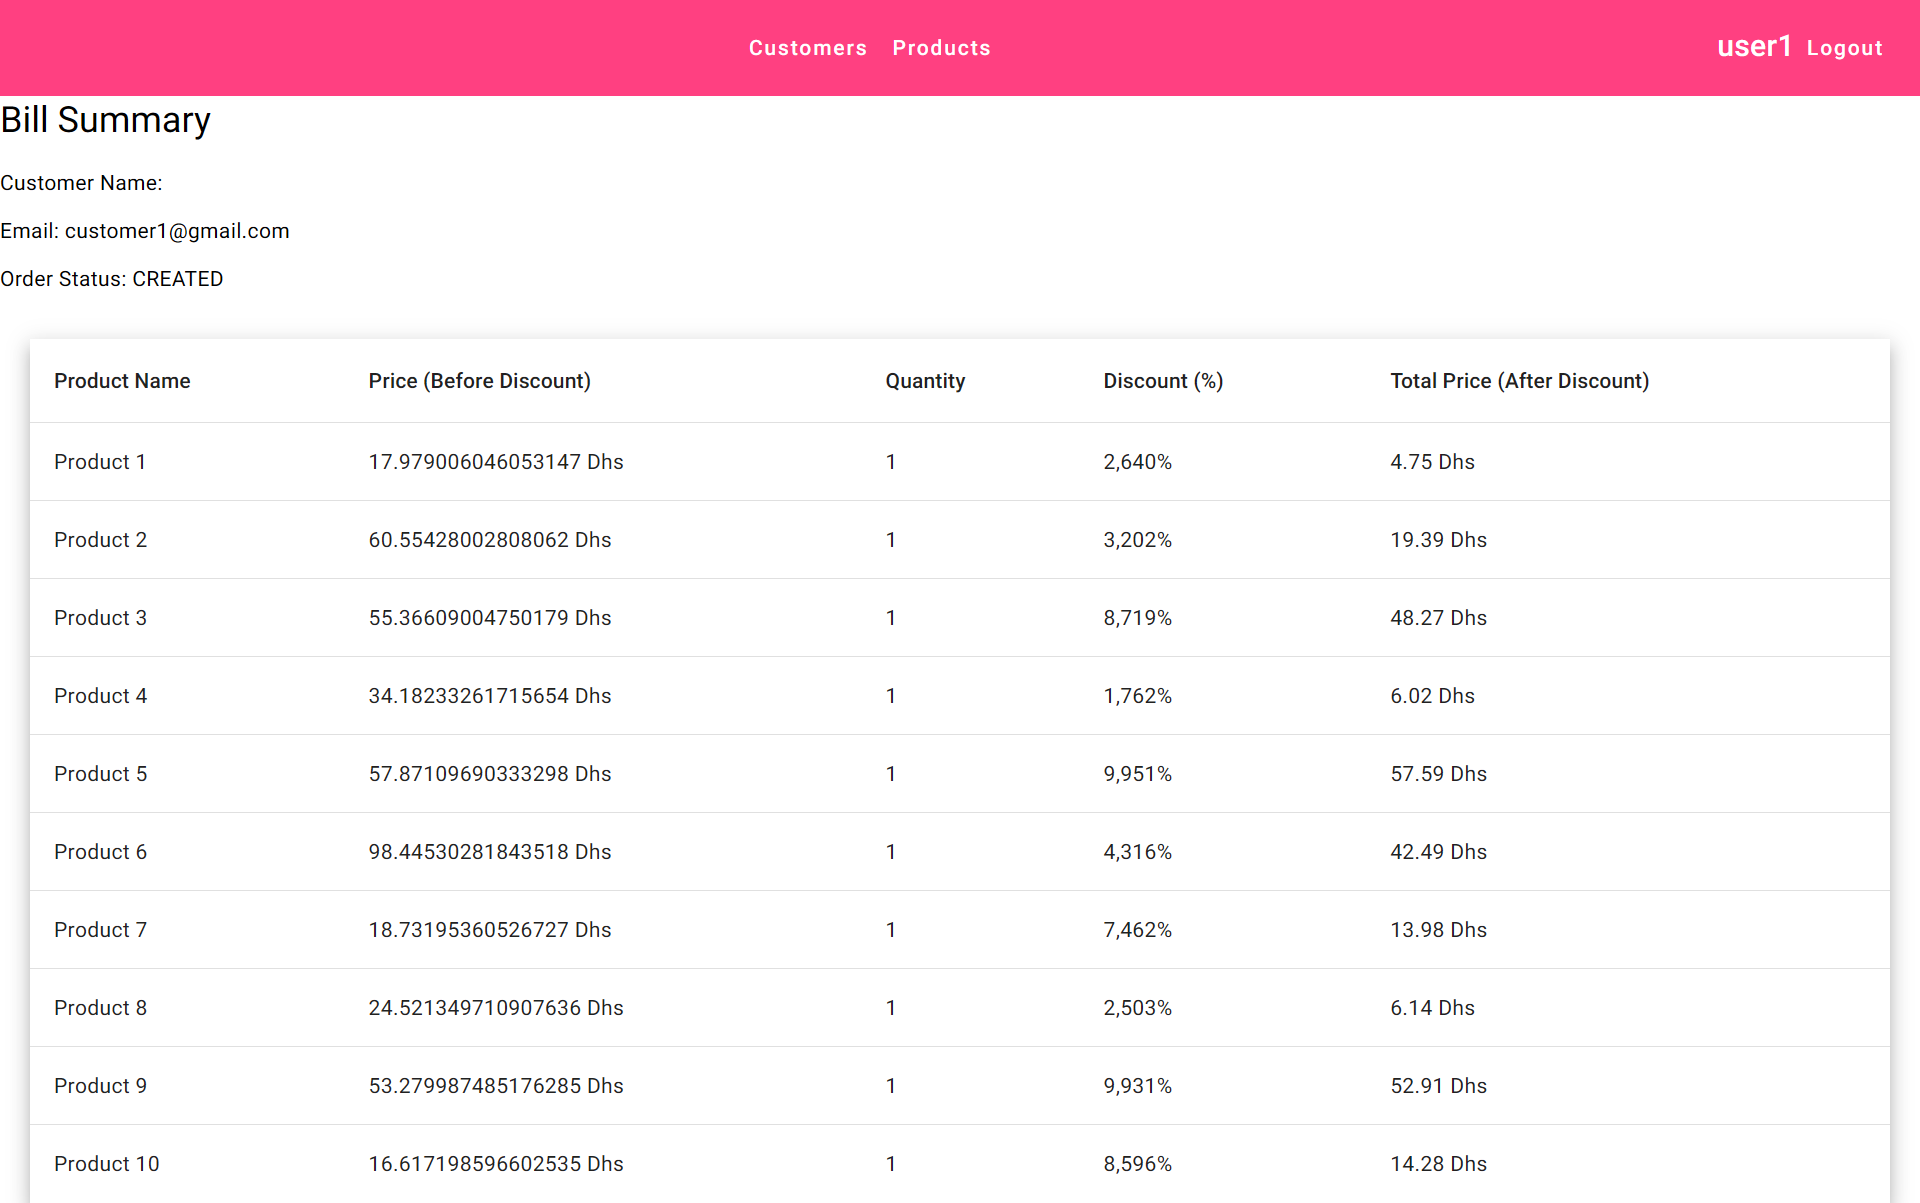 Customers Products user1 Logout
Bill Summary
Customer Name:
Email: customer1@gmail.com
Order Status: CREATED
Product Name Price (Before Discount) Quantity Discount (%) Total Price (After Discount)
Product 1 17.979006046053147 Dhs 1 2,640% 4.75 Dhs
Product 2 60.55428002808062 Dhs 1 3,202% 19.39 Dhs
Product 3 55.36609004750179 Dhs 1 8,719% 48.27 Dhs
Product 4 34.18233261715654 Dhs 1 1,762% 6.02 Dhs
Product 5 57.87109690333298 Dhs 1 9,951% 57.59 Dhs
Product 6 98.44530281843518 Dhs 1 4,316% 42.49 Dhs
Product 7 18.73195360526727 Dhs 1 7,462% 13.98 Dhs
Product 8 24.521349710907636 Dhs 1 2,503% 6.14 Dhs
Product 9 53.279987485176285 Dhs 1 9,931% 52.91 Dhs
Product 10 16.617198596602535 Dhs 1 8,596% 14.28 Dhs